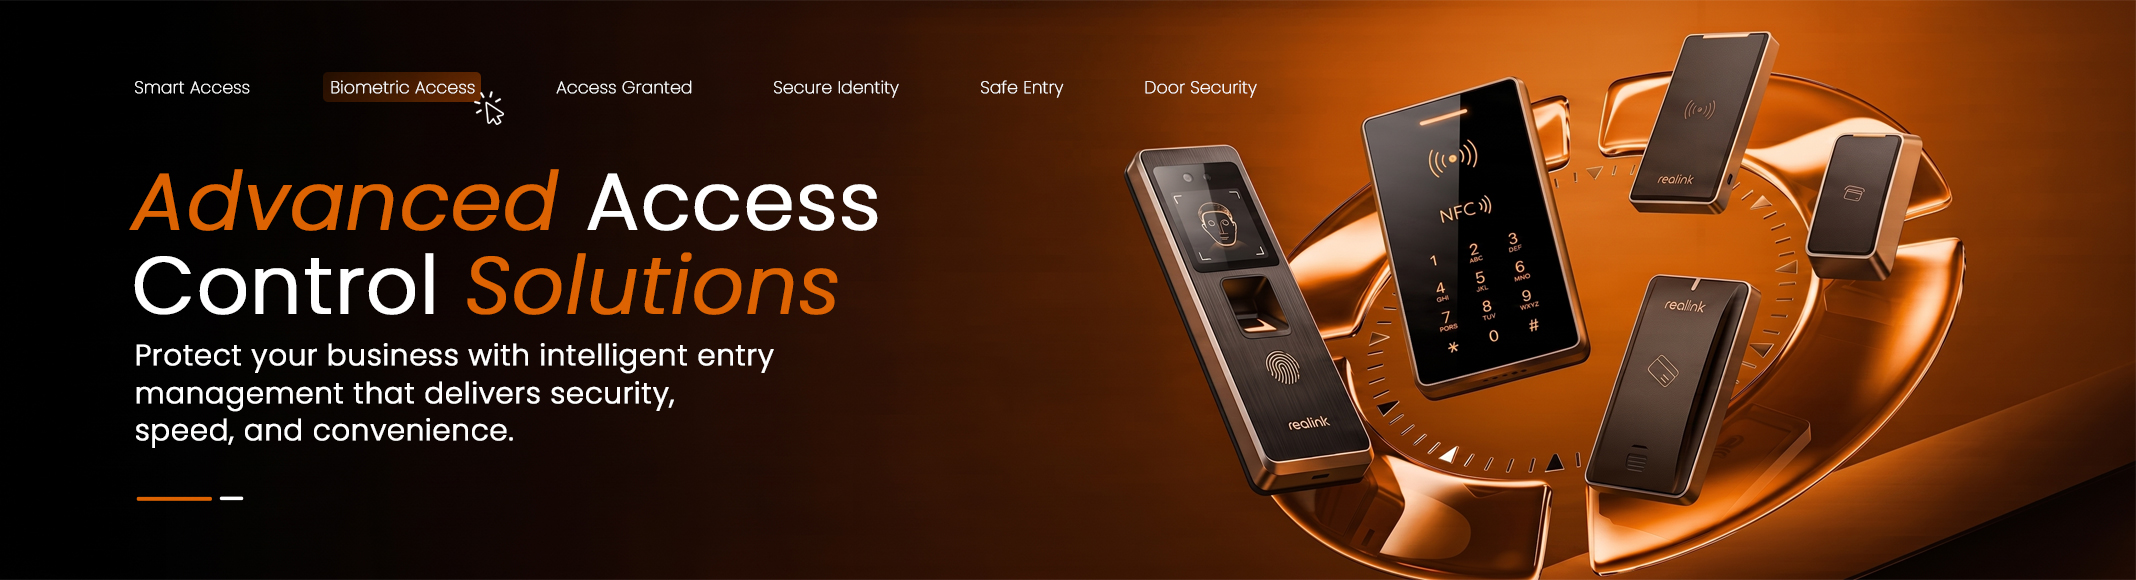 Smart Access
Biometric Access
Access Granted
Secure Identity
Safe Entry
Door Security
Advanced Access
Control Solutions
Protect your business with intelligent entry
management that delivers security,
speed, and convenience.
realink
NFC
1 2 ABC 3 DEF
4 GHI 5 JKL 6 MNO
7 PQRS 8 TUV 9 WXYZ
* 0 #
realink
realink